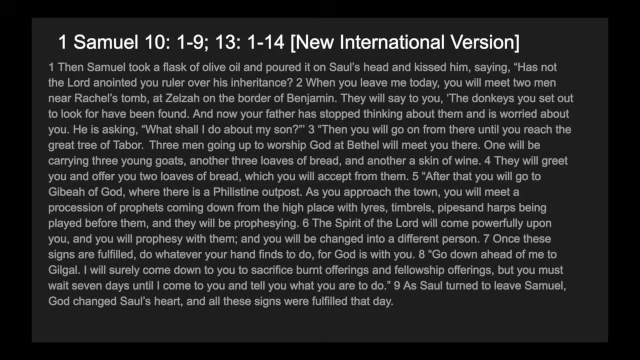 1 Samuel 10: 1-9; 13: 1-14 [New International Version]
1 Then Samuel took a flask of olive oil and poured it on Saul's head and kissed him, saying, “Has not
the Lord anointed you ruler over his inheritance? 2 When you leave me today, you will meet two men
near Rachel's tomb, at Zelzah on the border of Benjamin. They will say to you, ‘The donkeys you set out
to look for have been found. And now your father has stopped thinking about them and is worried about
you. He is asking, “What shall I do about my son?”’ 3 “Then you will go on from there until you reach the
great tree of Tabor.  Three men going up to worship God at Bethel will meet you there. One will be
carrying three young goats, another three loaves of bread, and another a skin of wine. 4 They will greet
you and offer you two loaves of bread, which you will accept from them. 5 “After that you will go to
Gibeah of God, where there is a Philistine outpost. As you approach the town, you will meet a
procession of prophets coming down from the high place with lyres, timbrels, pipesand harps being
played before them, and they will be prophesying. 6 The Spirit of the Lord will come powerfully upon
you, and you will prophesy with them; and you will be changed into a different person. 7 Once these
signs are fulfilled, do whatever your hand finds to do, for God is with you. 8 “Go down ahead of me to
Gilgal. I will surely come down to you to sacrifice burnt offerings and fellowship offerings, but you must
wait seven days until I come to you and tell you what you are to do.” 9 As Saul turned to leave Samuel,
God changed Saul's heart, and all these signs were fulfilled that day.